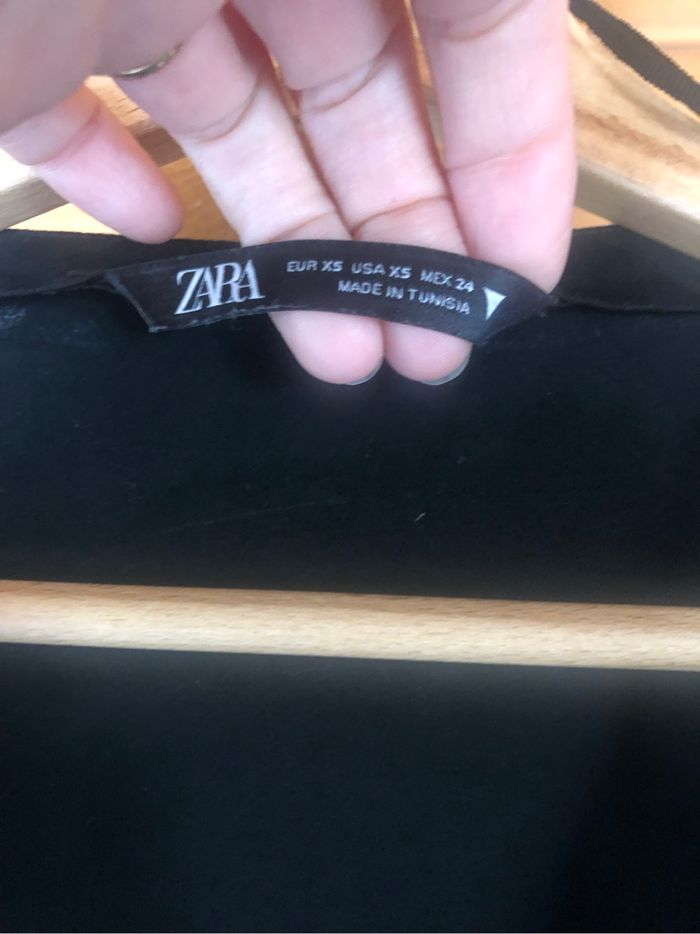 ZARA
EUR XS USA XS MEX 24
MADE IN TUNISIA